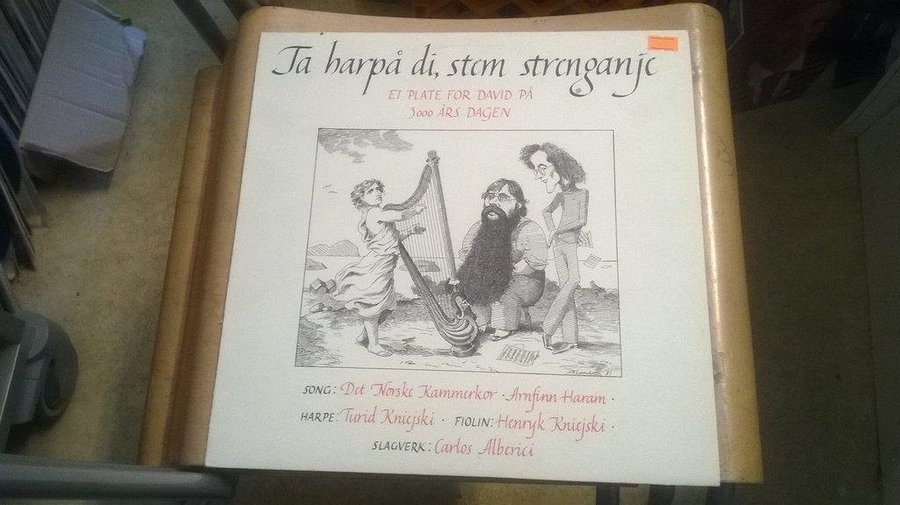 Ta harpå di, stem strenganje
EI PLATE FOR DAVID PÅ
3000 ÅRS DAGEN
SONG: Det Norske Kammerkor · Arnfinn Haram ·
HARPE: Turid Kniejski · FIOLIN: Henryk Kniejski ·
SLAGVERK: Carlos Alberici